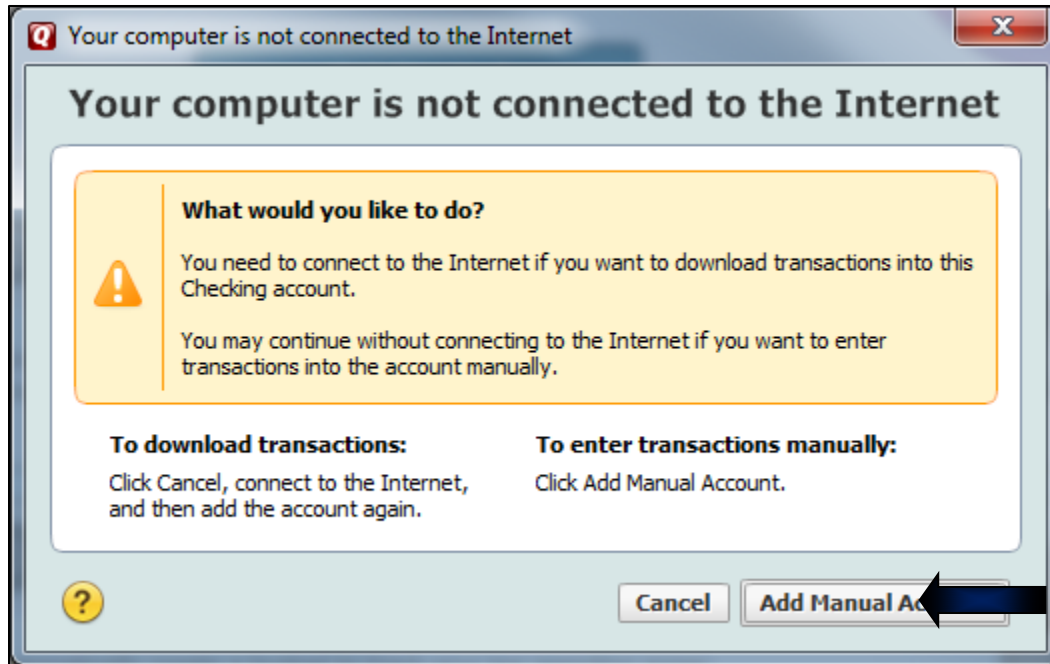 Q Your computer is not connected to the Internet
X
Your computer is not connected to the Internet
What would you like to do?
You need to connect to the Internet if you want to download transactions into this
Checking account.
You may continue without connecting to the Internet if you want to enter
transactions into the account manually.
To download transactions:
Click Cancel, connect to the Internet,
and then add the account again.
To enter transactions manually:
Click Add Manual Account.
?
Cancel
Add Manual